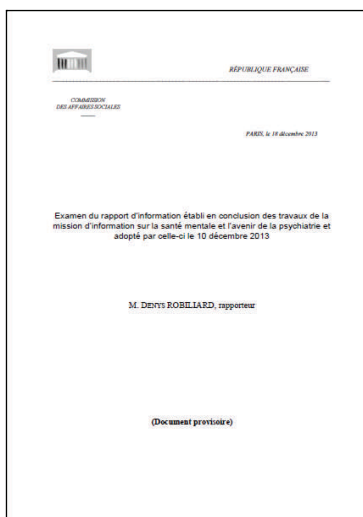 RÉPUBLIQUE FRANÇAISE
COMMISSION
DES AFFAIRES SOCIALES
PARIS, le 18 décembre 2013
Examen du rapport d'information établi en conclusion des travaux de la
mission d'information sur la santé mentale et l'avenir de la psychiatrie et
adopté par celle-ci le 10 décembre 2013
M. DENYS ROBILIARD, rapporteur
(Document provisoire)